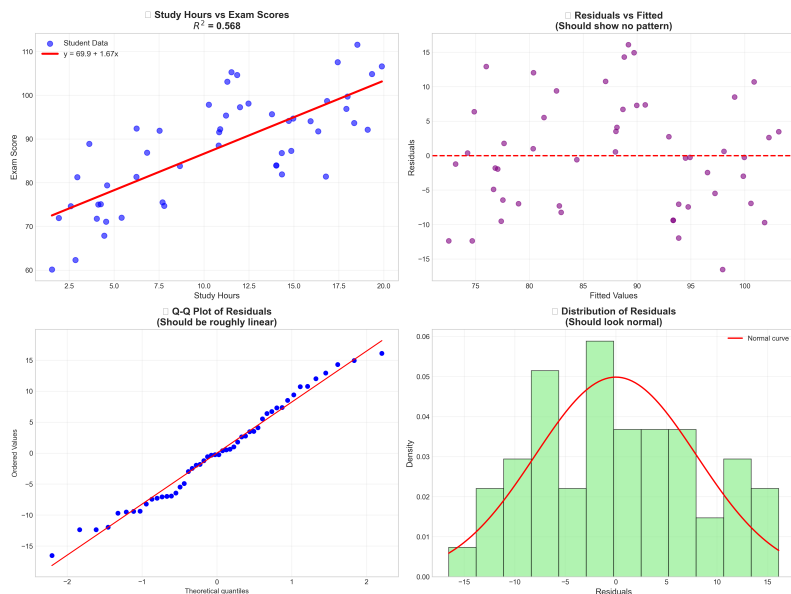 ▯ Study Hours vs Exam Scores
R² = 0.568
Student Data
y = 69.9 + 1.67x
110
100
90
80
70
60
Exam Score
2.5 5.0 7.5 10.0 12.5 15.0 17.5 20.0
Study Hours
▯ Residuals vs Fitted
(Should show no pattern)
15
10
5
0
−5
−10
−15
Residuals
75 80 85 90 95 100
Fitted Values
▯ Q-Q Plot of Residuals
(Should be roughly linear)
15
10
5
0
−5
−10
−15
Ordered Values
−2 −1 0 1 2
Theoretical quantiles
▯ Distribution of Residuals
(Should look normal)
Normal curve
0.06
0.05
0.04
0.03
0.02
0.01
0.00
Density
−15 −10 −5 0 5 10 15
Residuals